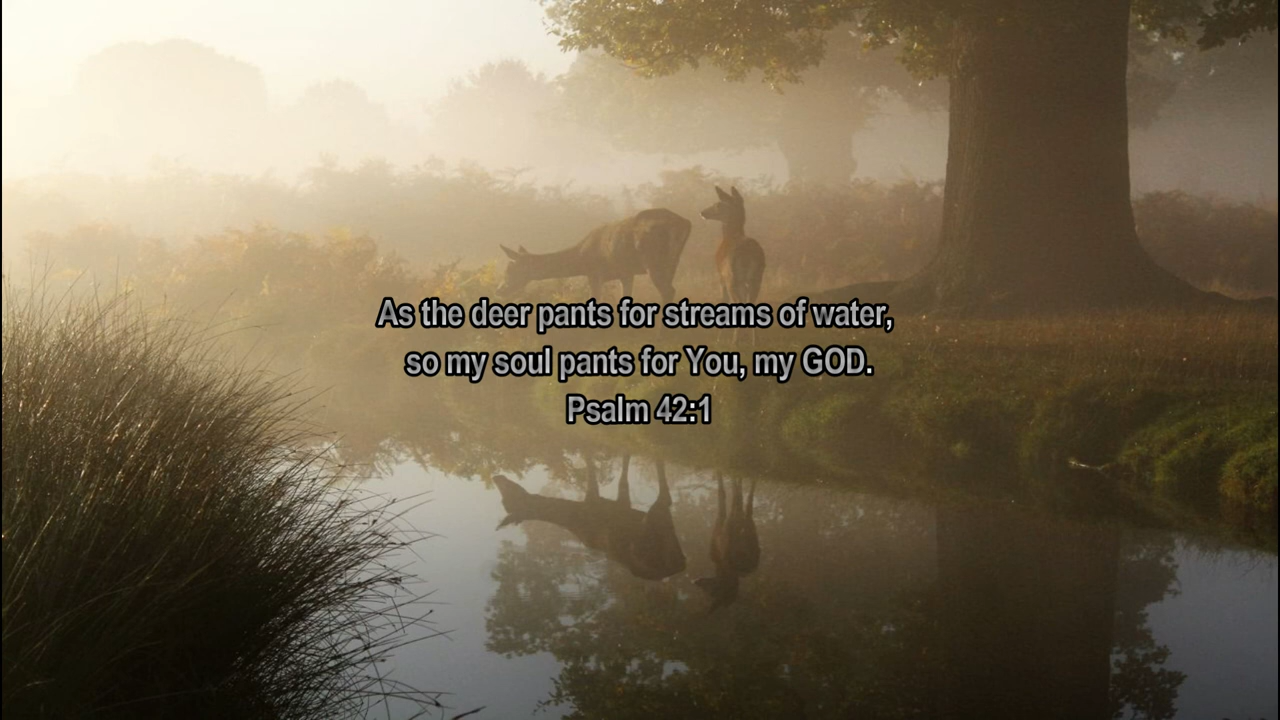 As the deer pants for streams of water,
so my soul pants for You, my GOD.
Psalm 42:1